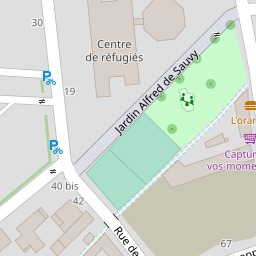 30
Centre
de réfugiés
19
Jardin Alfred de Sauvy
L'oran
Captur
vos-mome
40 bis
42
Rue de
67